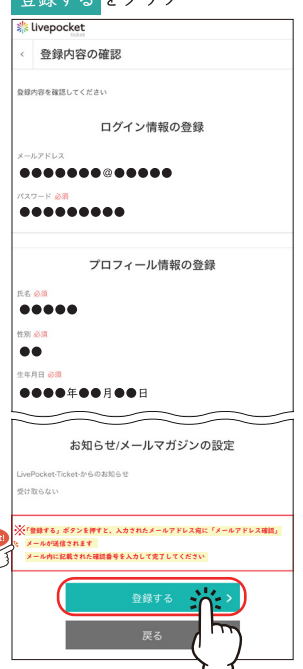 登録する をタップ
livepocket
ticket
< 登録内容の確認
登録内容を確認してください
ログイン情報の登録
メールアドレス
●●●●●●●@●●●●●
パスワード 必須
●●●●●●●●●
プロフィール情報の登録
氏名 必須
●●●●●
性別 必須
●●
生年月日 必須
●●●●年●●月●●日
お知らせ/メールマガジンの設定
LivePocket-Ticket-からのお知らせ
受け取らない
※「登録する」ボタンを押すと、入力されたメールアドレス宛に「メールアドレス確認」
メールが送信されます
メール内に記載された確認番号を入力して完了してください
登録する >
戻る